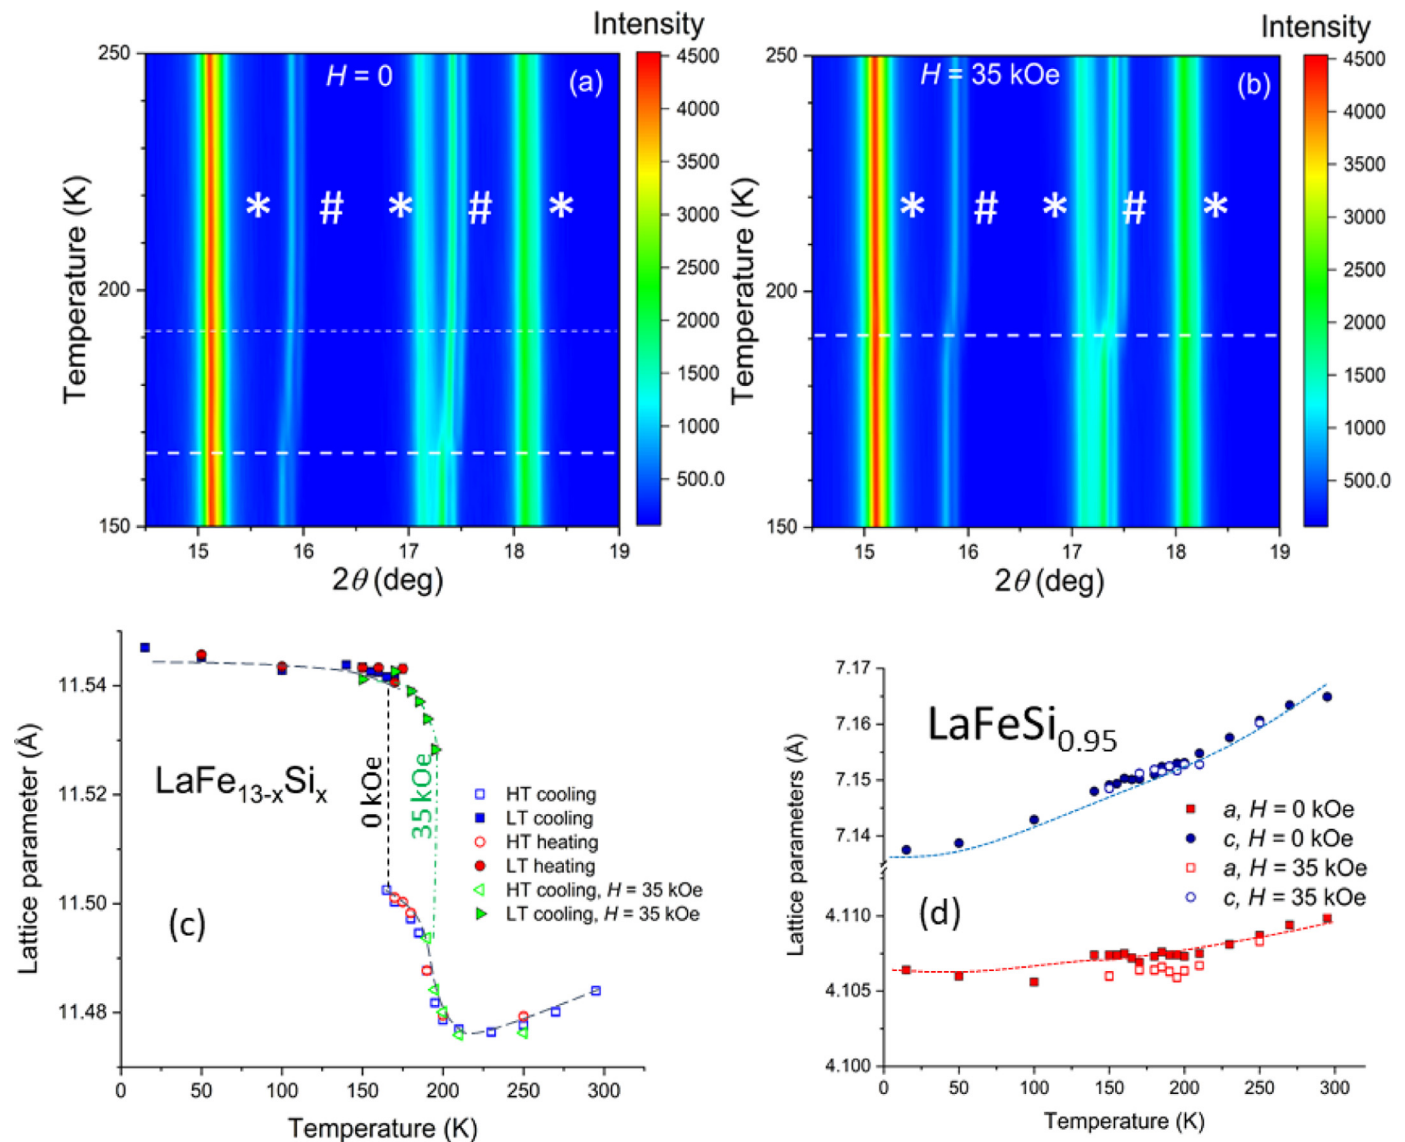 Intensity
H = 0
(a)
250
200
150
Temperature (K)
* # * # *
15 16 17 18 19
2θ (deg)
4500
4000
3500
3000
2500
2000
1500
1000
500.0
Intensity
H = 35 kOe
(b)
250
200
150
Temperature (K)
* # * # *
15 16 17 18 19
2θ (deg)
4500
4000
3500
3000
2500
2000
1500
1000
500.0
11.54
11.52
11.50
11.48
Lattice parameter (Å)
LaFe13-xSix
0 kOe
35 kOe
HT cooling
LT cooling
HT heating
LT heating
HT cooling, H = 35 kOe
LT cooling, H = 35 kOe
(c)
0 50 100 150 200 250 300
Temperature (K)
7.17
7.16
7.15
7.14
4.110
4.105
4.100
Lattice parameters (Å)
LaFeSi0.95
a, H = 0 kOe
c, H = 0 kOe
a, H = 35 kOe
c, H = 35 kOe
(d)
0 50 100 150 200 250 300
Temperature (K)